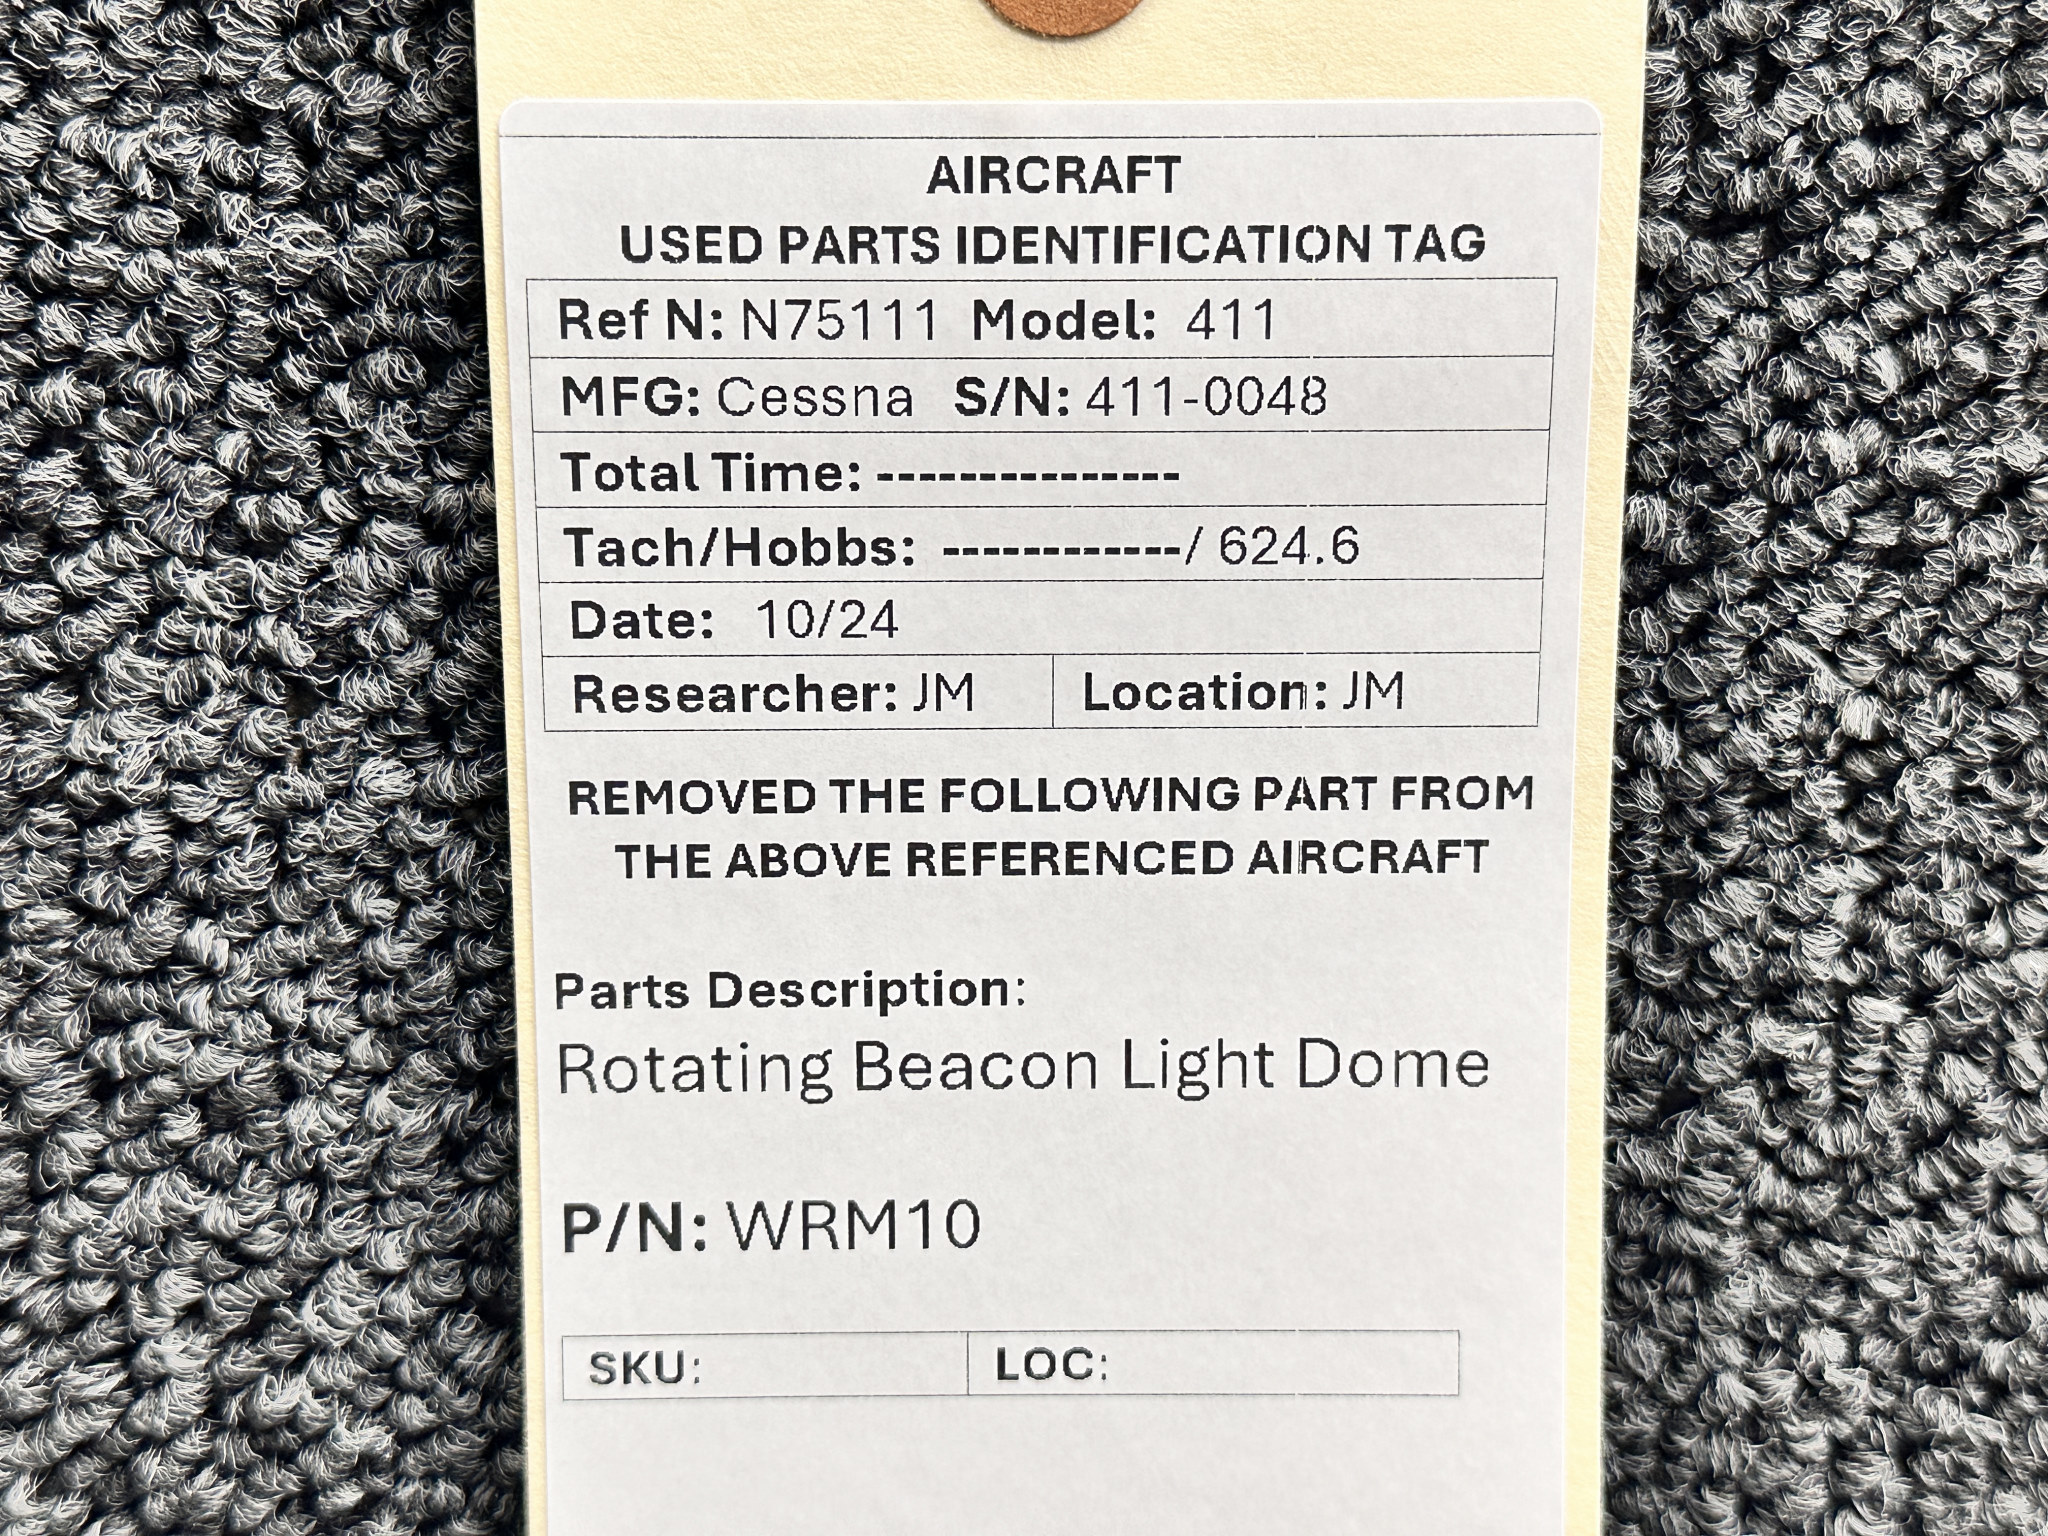 AIRCRAFT
USED PARTS IDENTIFICATION TAG
Ref N: N75111 Model: 411
MFG: Cessna S/N: 411-0048
Total Time: ---------------
Tach/Hobbs: ------------/ 624.6
Date: 10/24
Researcher: JM Location: JM
REMOVED THE FOLLOWING PART FROM
THE ABOVE REFERENCED AIRCRAFT
Parts Description:
Rotating Beacon Light Dome
P/N: WRM10
SKU: LOC: